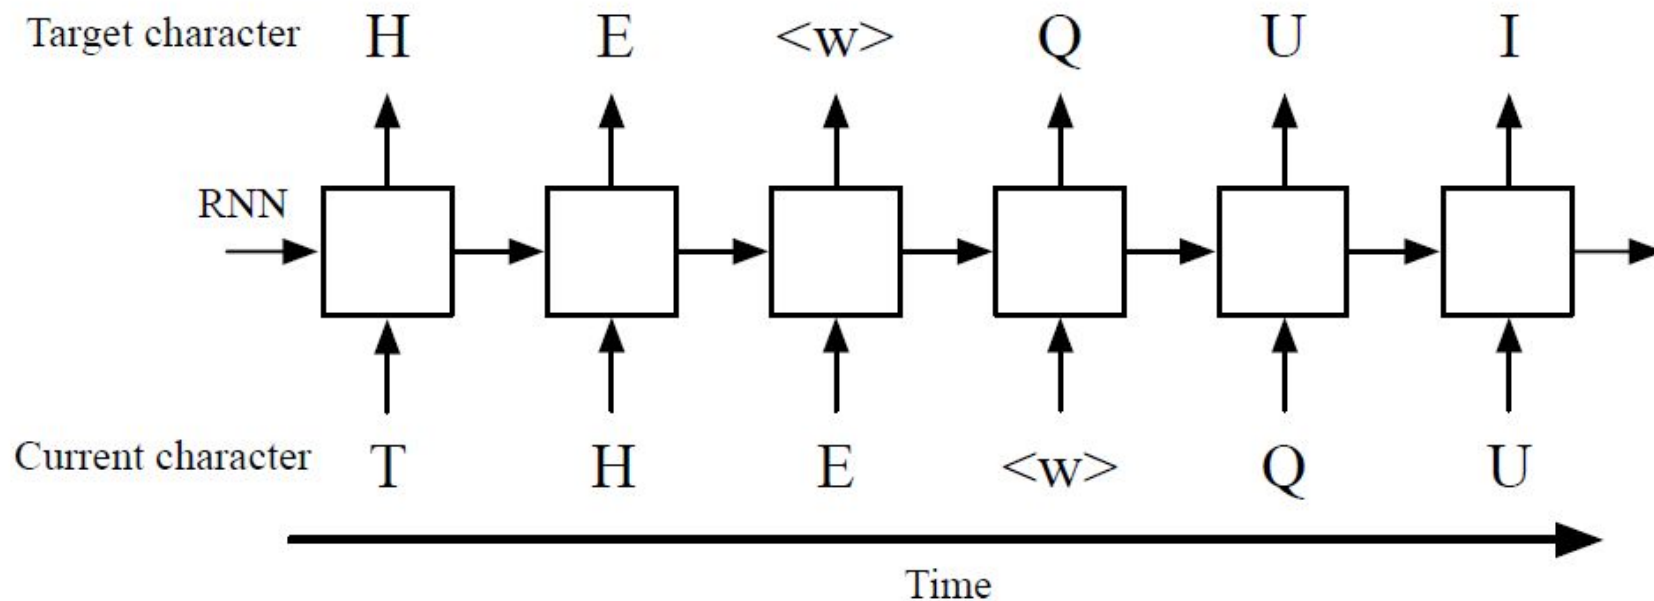 Target character H E <w> Q U I
RNN
Current character T H E <w> Q U
Time